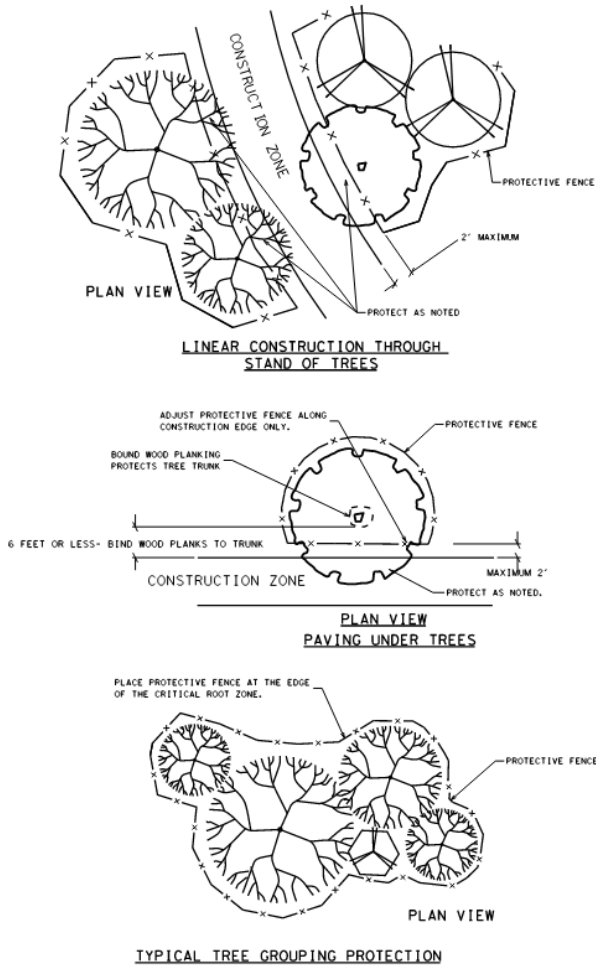 CONSTRUCTION ZONE
PROTECTIVE FENCE
2' MAXIMUM
PLAN VIEW
PROTECT AS NOTED
LINEAR CONSTRUCTION THROUGH
STAND OF TREES
ADJUST PROTECTIVE FENCE ALONG
CONSTRUCTION EDGE ONLY.
PROTECTIVE FENCE
BOUND WOOD PLANKING
PROTECTS TREE TRUNK
6 FEET OR LESS- BIND WOOD PLANKS TO TRUNK
MAXIMUM 2'
CONSTRUCTION ZONE
PROTECT AS NOTED.
PLAN VIEW
PAVING UNDER TREES
PLACE PROTECTIVE FENCE AT THE EDGE
OF THE CRITICAL ROOT ZONE.
PROTECTIVE FENCE
PLAN VIEW
TYPICAL TREE GROUPING PROTECTION